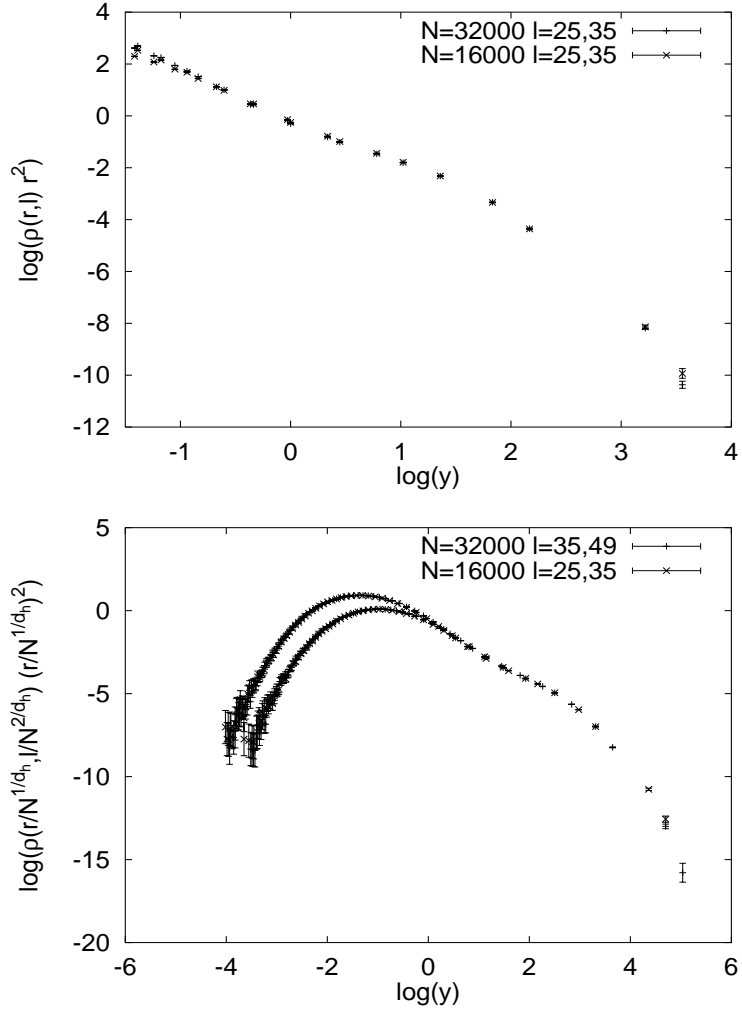 4
2
0
-2
-4
-6
-8
-10
-12
-1 0 1 2 3 4
log(y)
log(ρ(r,l) r²)
N=32000 l=25,35
N=16000 l=25,35
5
0
-5
-10
-15
-20
-6 -4 -2 0 2 4 6
log(y)
log(ρ(r/N^{1/d_h},l/N^{2/d_h}) (r/N^{1/d_h})²)
N=32000 l=35,49
N=16000 l=25,35